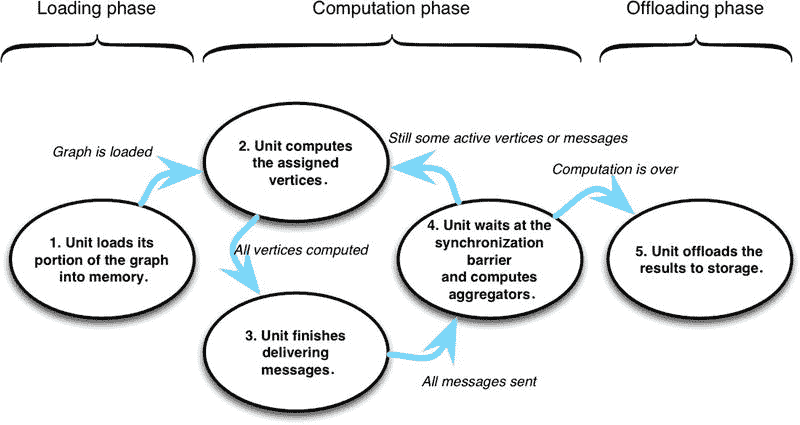 Loading phase
Computation phase
Offloading phase
Graph is loaded
2. Unit computes
the assigned
vertices.
Still some active vertices or messages
Computation is over
1. Unit loads its
portion of the graph
into memory.
All vertices computed
4. Unit waits at the
synchronization
barrier
and computes
aggregators.
5. Unit offloads the
results to storage.
3. Unit finishes
delivering
messages.
All messages sent